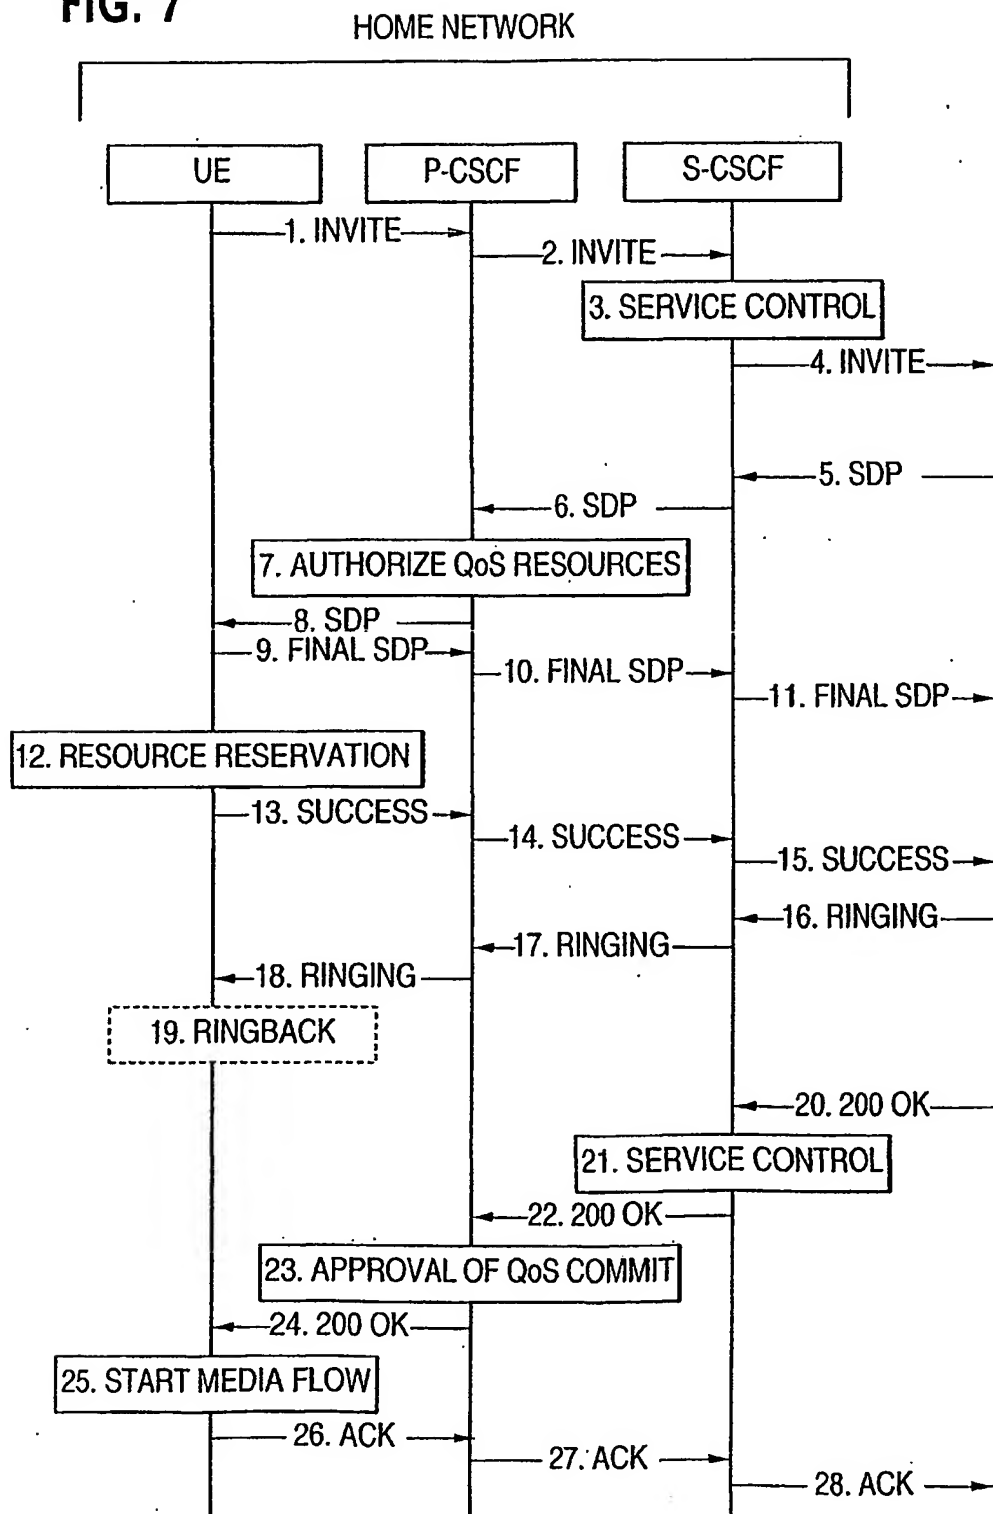 FIG. 7
HOME NETWORK
UE
P-CSCF
S-CSCF
1. INVITE
2. INVITE
3. SERVICE CONTROL
4. INVITE
5. SDP
6. SDP
7. AUTHORIZE QoS RESOURCES
8. SDP
9. FINAL SDP
10. FINAL SDP
11. FINAL SDP
12. RESOURCE RESERVATION
13. SUCCESS
14. SUCCESS
15. SUCCESS
16. RINGING
17. RINGING
18. RINGING
19. RINGBACK
20. 200 OK
21. SERVICE CONTROL
22. 200 OK
23. APPROVAL OF QoS COMMIT
24. 200 OK
25. START MEDIA FLOW
26. ACK
27. ACK
28. ACK